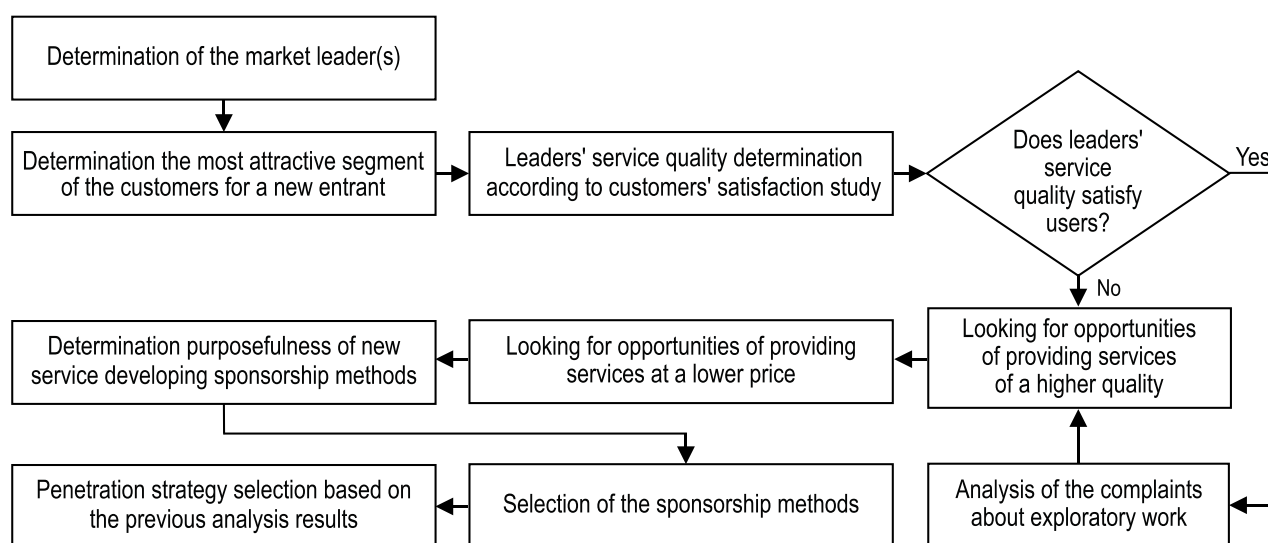 Determination of the market leader(s)
Determination the most attractive segment
of the customers for a new entrant
Leaders' service quality determination
according to customers' satisfaction study
Does leaders'
service
quality satisfy
users?
Yes
No
Looking for opportunities
of providing services
of a higher quality
Looking for opportunities of providing
services at a lower price
Determination purposefulness of new
service developing sponsorship methods
Penetration strategy selection based on
the previous analysis results
Selection of the sponsorship methods
Analysis of the complaints
about exploratory work